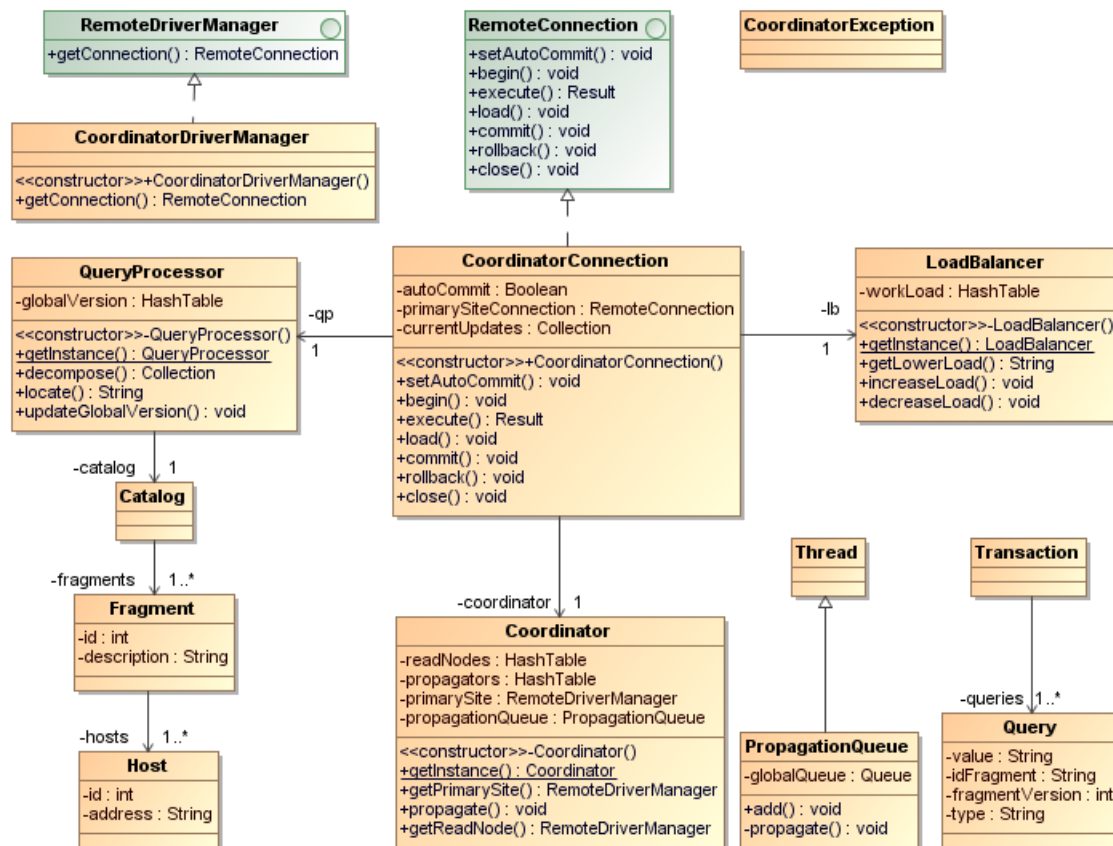 RemoteDriverManager
+getConnection() : RemoteConnection
RemoteConnection
+setAutoCommit() : void
+begin() : void
+execute() : Result
+load() : void
+commit() : void
+rollback() : void
+close() : void
CoordinatorException
CoordinatorDriverManager
<<constructor>>+CoordinatorDriverManager()
+getConnection() : RemoteConnection
QueryProcessor
-globalVersion : HashTable
<<constructor>>-QueryProcessor()
+getInstance() : QueryProcessor
+decompose() : Collection
+locate() : String
+updateGlobalVersion() : void
-qp
1
CoordinatorConnection
-autoCommit : Boolean
-primarySiteConnection : RemoteConnection
-currentUpdates : Collection
<<constructor>>+CoordinatorConnection()
+setAutoCommit() : void
+begin() : void
+execute() : Result
+load() : void
+commit() : void
+rollback() : void
+close() : void
-lb
1
LoadBalancer
-workLoad : HashTable
<<constructor>>-LoadBalancer()
+getInstance() : LoadBalancer
+getLowerLoad() : String
+increaseLoad() : void
+decreaseLoad() : void
-catalog 1
Catalog
-fragments 1..*
Fragment
-id : int
-description : String
-hosts 1..*
Host
-id : int
-address : String
-coordinator 1
Coordinator
-readNodes : HashTable
-propagators : HashTable
-primarySite : RemoteDriverManager
-propagationQueue : PropagationQueue
<<constructor>>-Coordinator()
+getInstance() : Coordinator
+getPrimarySite() : RemoteDriverManager
+propagate() : void
+getReadNode() : RemoteDriverManager
Thread
PropagationQueue
-globalQueue : Queue
+add() : void
-propagate() : void
Transaction
-queries 1..*
Query
-value : String
-idFragment : String
-fragmentVersion : int
-type : String